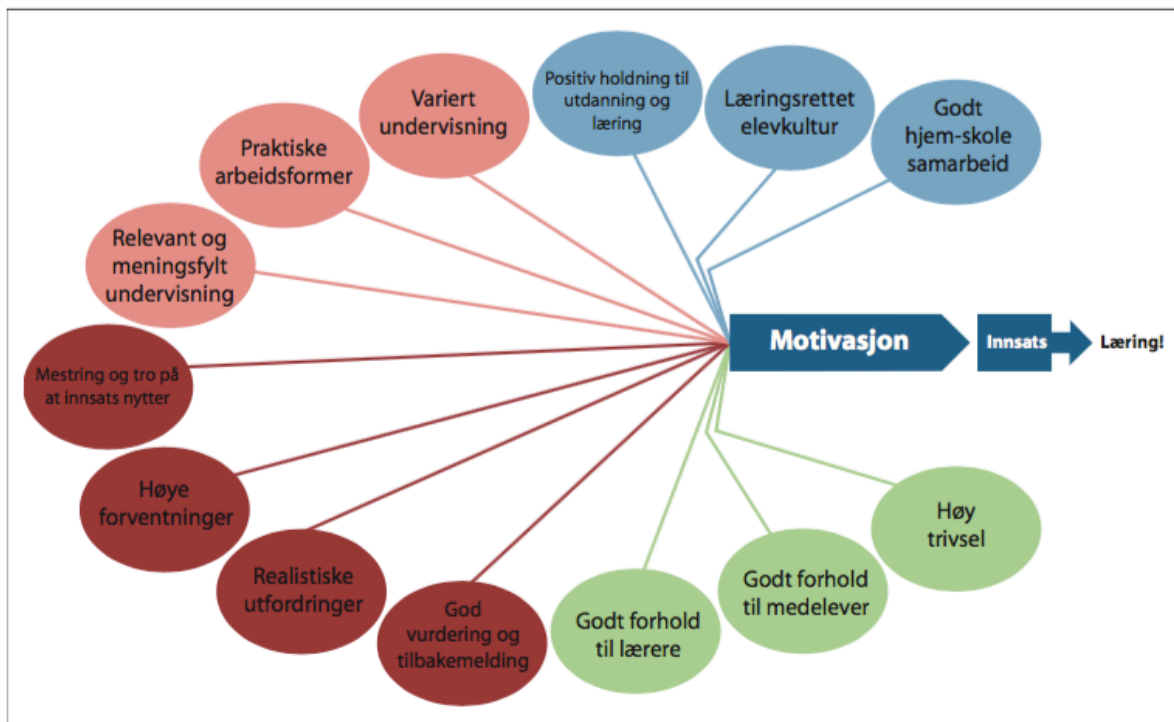 Variert
undervisning
Positiv holdning til
utdanning og
læring
Læringsrettet
elevkultur
Godt
hjem-skole
samarbeid
Praktiske
arbeidsformer
Relevant og
meningsfylt
undervisning
Motivasjon
Innsats
Læring!
Mestring og tro på
at innsats nytter
Høye
forventninger
Realistiske
utfordringer
God
vurdering og
tilbakemelding
Godt forhold
til lærere
Godt forhold
til medelever
Høy
trivsel